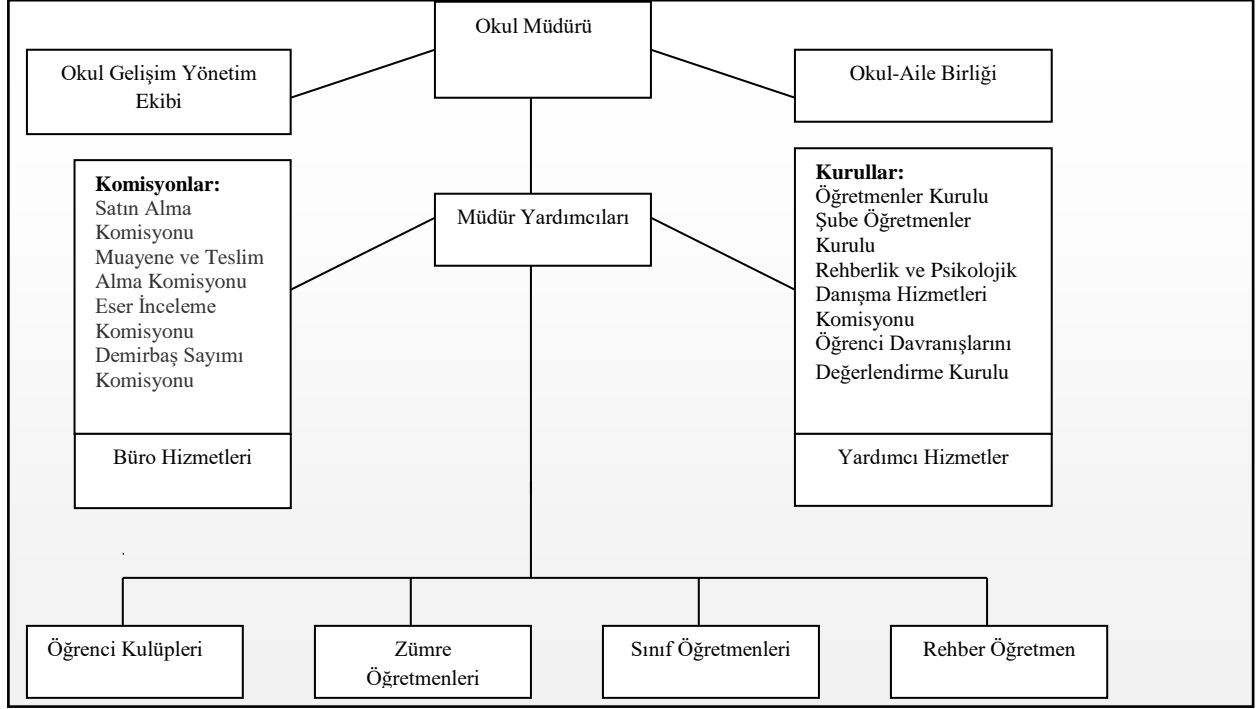 Okul Müdürü
Okul Gelişim Yönetim
Ekibi
Okul-Aile Birliği
Komisyonlar:
Satın Alma
Komisyonu
Muayene ve Teslim
Alma Komisyonu
Eser İnceleme
Komisyonu
Demirbaş Sayımı
Komisyonu
Müdür Yardımcıları
Kurullar:
Öğretmenler Kurulu
Şube Öğretmenler
Kurulu
Rehberlik ve Psikolojik
Danışma Hizmetleri
Komisyonu
Öğrenci Davranışlarını
Değerlendirme Kurulu
Büro Hizmetleri
Yardımcı Hizmetler
Öğrenci Kulüpleri
Zümre
Öğretmenleri
Sınıf Öğretmenleri
Rehber Öğretmen